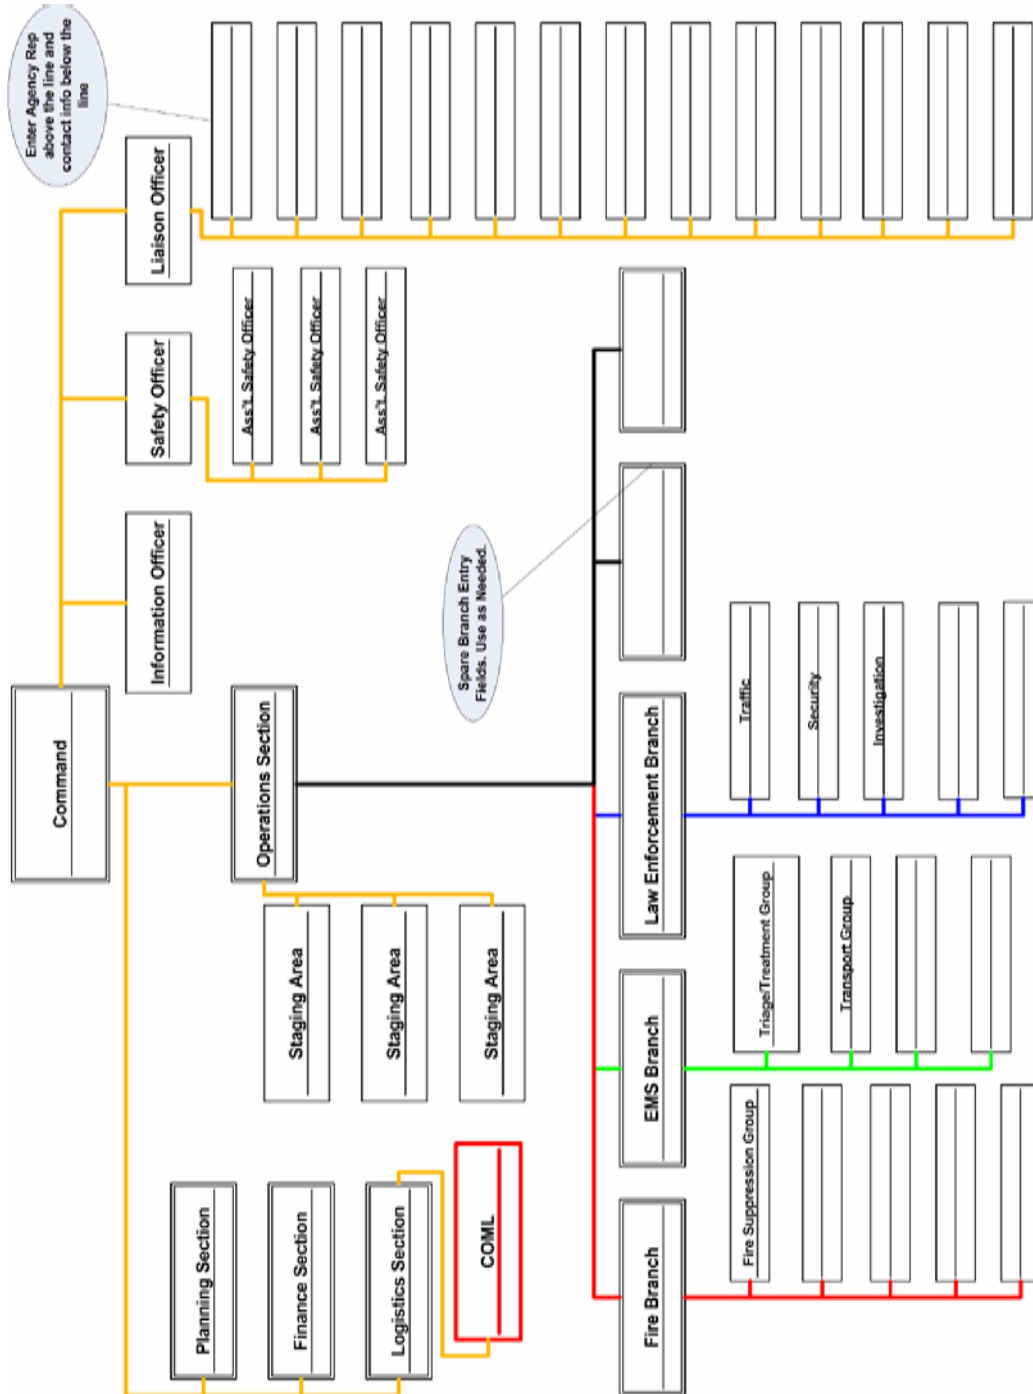 Command
Enter Agency Rep
above the line and
contact info below the
line
Information Officer
Safety Officer
Liaison Officer
Ass't. Safety Officer
Ass't. Safety Officer
Ass't. Safety Officer
Planning Section
Finance Section
Logistics Section
COML
Operations Section
Staging Area
Staging Area
Staging Area
Spare Branch Entry
Fields. Use as Needed.
Fire Branch
EMS Branch
Law Enforcement Branch
Fire Suppression Group
Triage/Treatment Group
Transport Group
Traffic
Security
Investigation